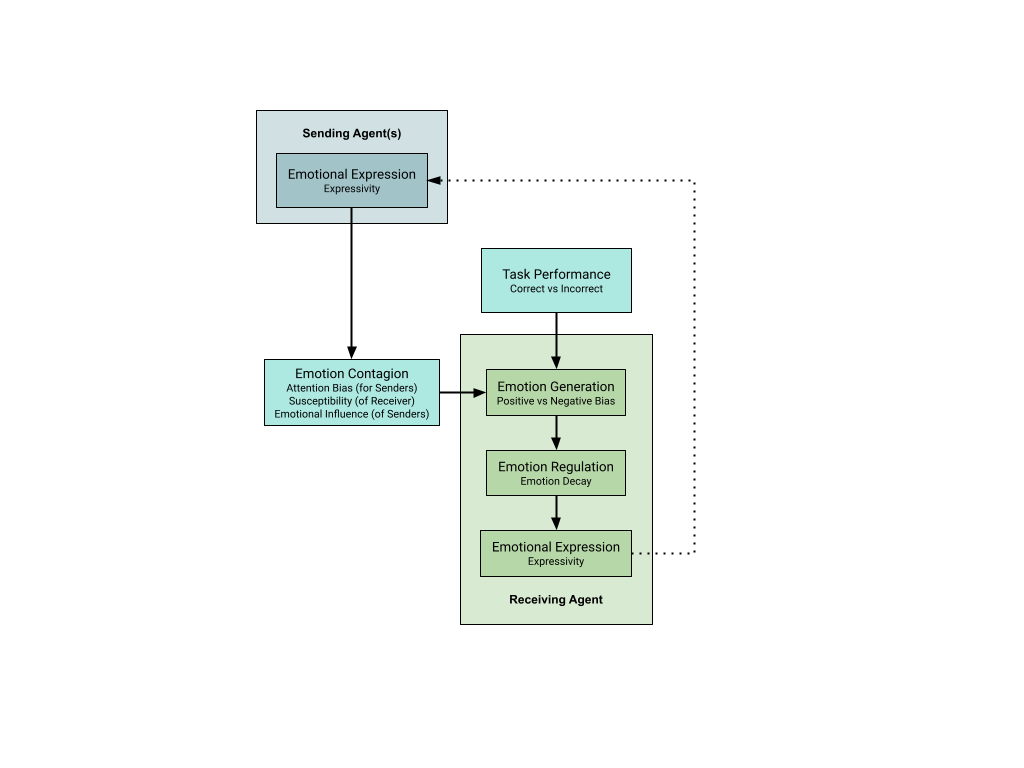 Sending Agent(s)
Emotional Expression
Expressivity
Task Performance
Correct vs Incorrect
Emotion Contagion
Attention Bias (for Senders)
Susceptibility (of Receiver)
Emotional Influence (of Senders)
Emotion Generation
Positive vs Negative Bias
Emotion Regulation
Emotion Decay
Emotional Expression
Expressivity
Receiving Agent